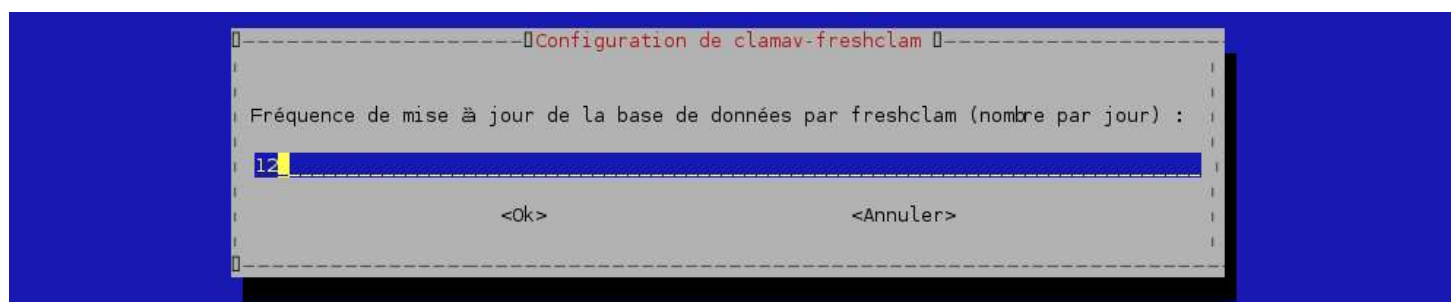 Configuration de clamav-freshclam
Fréquence de mise à jour de la base de données par freshclam (nombre par jour) :
12
<Ok> <Annuler>